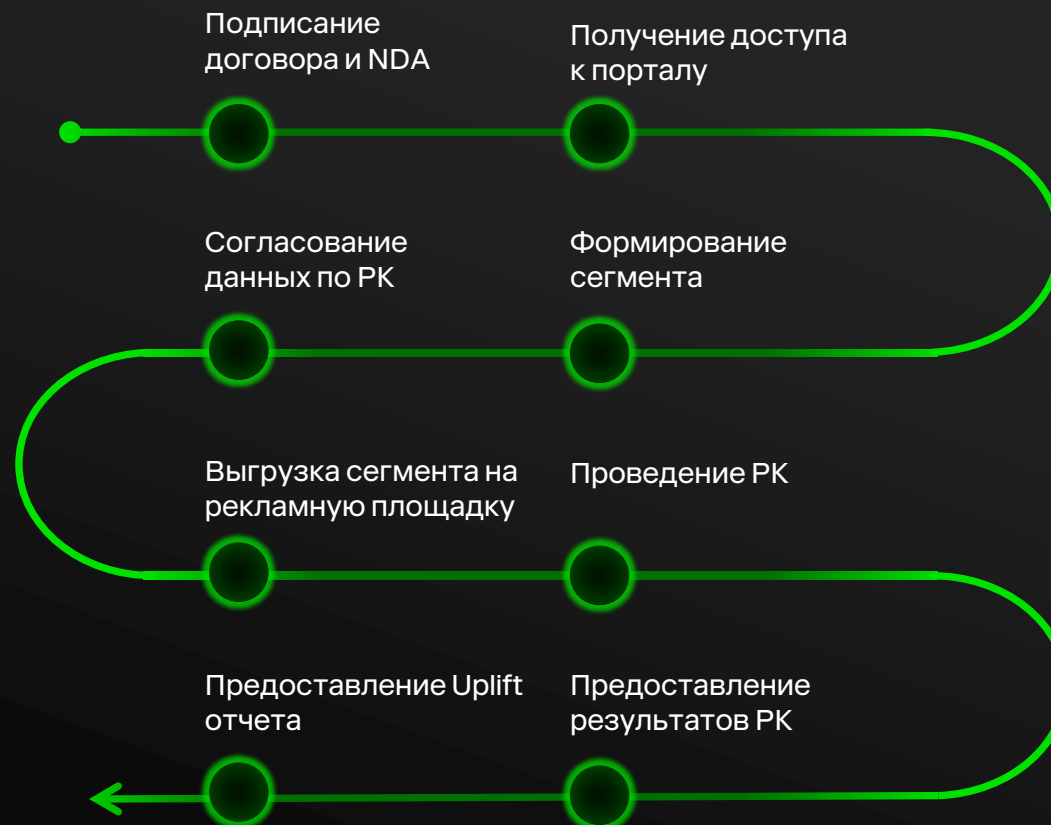 Подписание
договора и NDA
Получение доступа
к порталу
Согласование
данных по РК
Формирование
сегмента
Выгрузка сегмента на
рекламную площадку
Проведение РК
Предоставление Uplift
отчета
Предоставление
результатов РК